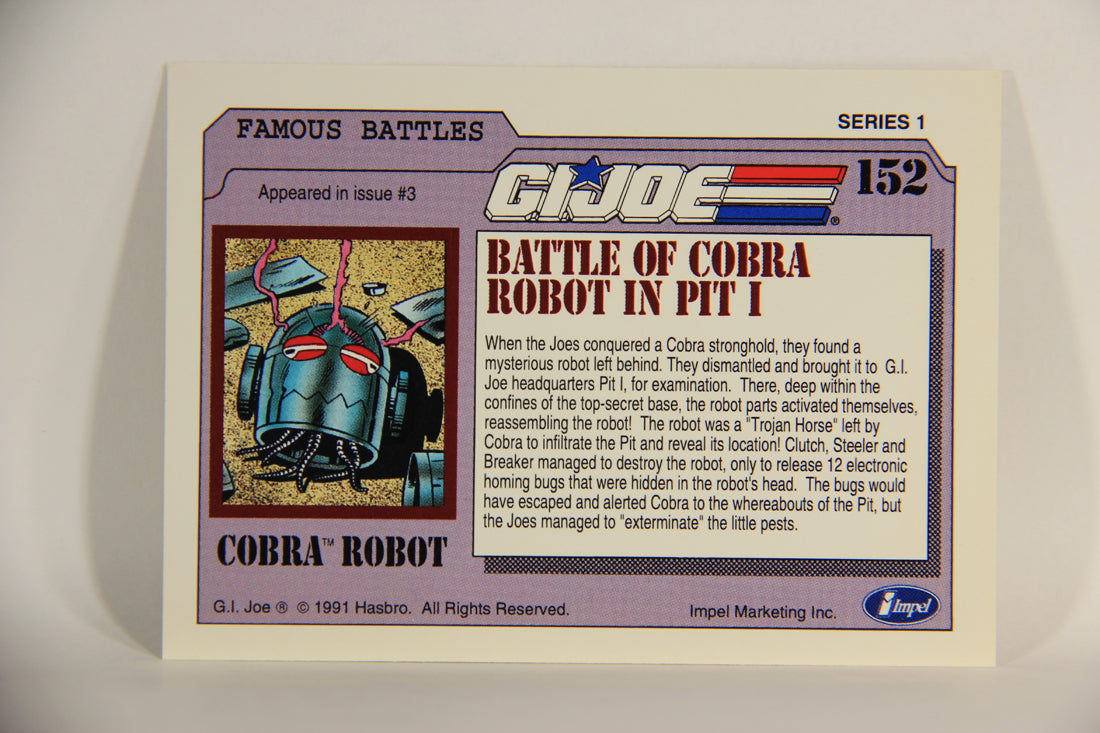 FAMOUS BATTLES
SERIES 1
Appeared in issue #3
G.I. JOE ®
152
BATTLE OF COBRA
ROBOT IN PIT I
When the Joes conquered a Cobra stronghold, they found a
mysterious robot left behind. They dismantled and brought it to G.I.
Joe headquarters Pit I, for examination. There, deep within the
confines of the top-secret base, the robot parts activated themselves,
reassembling the robot! The robot was a "Trojan Horse" left by
Cobra to infiltrate the Pit and reveal its location! Clutch, Steeler and
Breaker managed to destroy the robot, only to release 12 electronic
homing bugs that were hidden in the robot's head. The bugs would
have escaped and alerted Cobra to the whereabouts of the Pit, but
the Joes managed to "exterminate" the little pests.
COBRA™ ROBOT
G.I. Joe ® © 1991 Hasbro. All Rights Reserved.
Impel Marketing Inc.
Impel